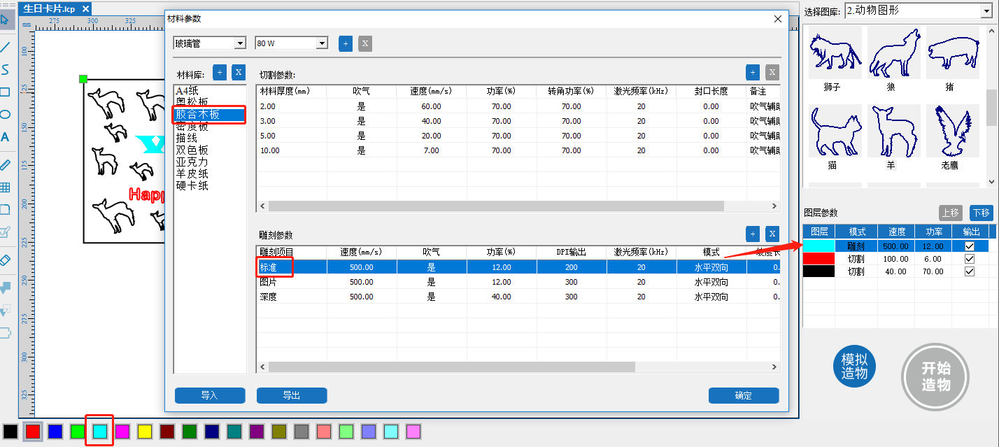 生日卡片.lcp ×
选择图库: 2.动物图形
275 300 325
mm
材料参数
玻璃管 80 W + X
材料库: + X
A4纸
奥松板
胶合木板
密度板
描线
双色板
亚克力
羊皮纸
硬卡纸
切割参数: + X
材料厚度(mm) 吹气 速度(mm/s) 功率(%) 转角功率(%) 激光频率(kHz) 封口长度 备注
2.00 是 60.00 70.00 70.00 20 0.00 吹气辅助
3.00 是 40.00 70.00 70.00 20 0.00 吹气辅助
5.00 是 20.00 70.00 70.00 20 0.00 吹气辅助
10.00 是 7.00 70.00 70.00 20 0.00 吹气辅助
雕刻参数 + X
雕刻项目 速度(mm/s) 吹气 功率(%) DPI输出 激光频率(kHz) 模式
标准 500.00 是 12.00 200 20 水平双向 0.
图片 500.00 是 12.00 300 20 水平双向 0.
深度 500.00 是 40.00 300 20 水平双向 0.
导入 导出 确定
100
125
150
175
200
225
250
275
300
325
A
Happ
狮子 狼 猪
猫 羊 老鹰
图层参数 上移 下移
图层 模式 速度 功率 输出
雕刻 500.00 12.00
切割 100.00 6.00
切割 40.00 70.00
模拟
造物
开始
造物